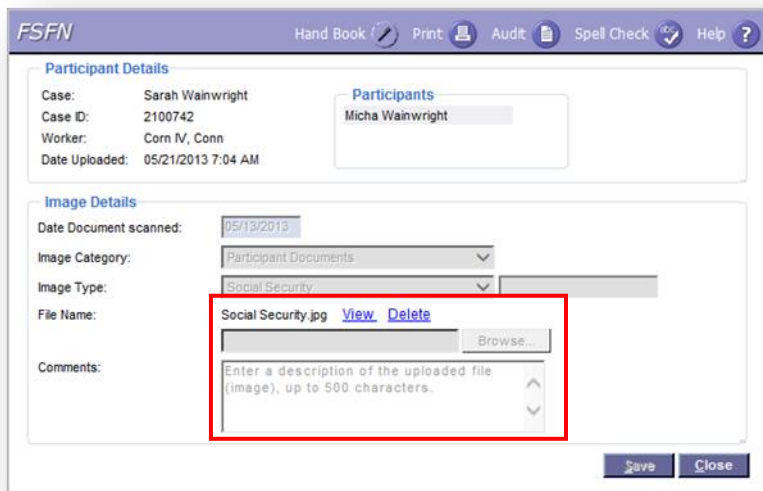 FSFN Hand Book Print Audit Spell Check abc Help ?
Participant Details
Case: Sarah Wainwright
Case ID: 2100742
Worker: Corn IV, Conn
Date Uploaded: 05/21/2013 7:04 AM
Participants
Micha Wainwright
Image Details
Date Document scanned: 05/13/2013
Image Category: Participant Documents
Image Type: Social Security
File Name: Social Security.jpg View Delete
Browse...
Comments: Enter a description of the uploaded file
(image), up to 500 characters.
Save Close